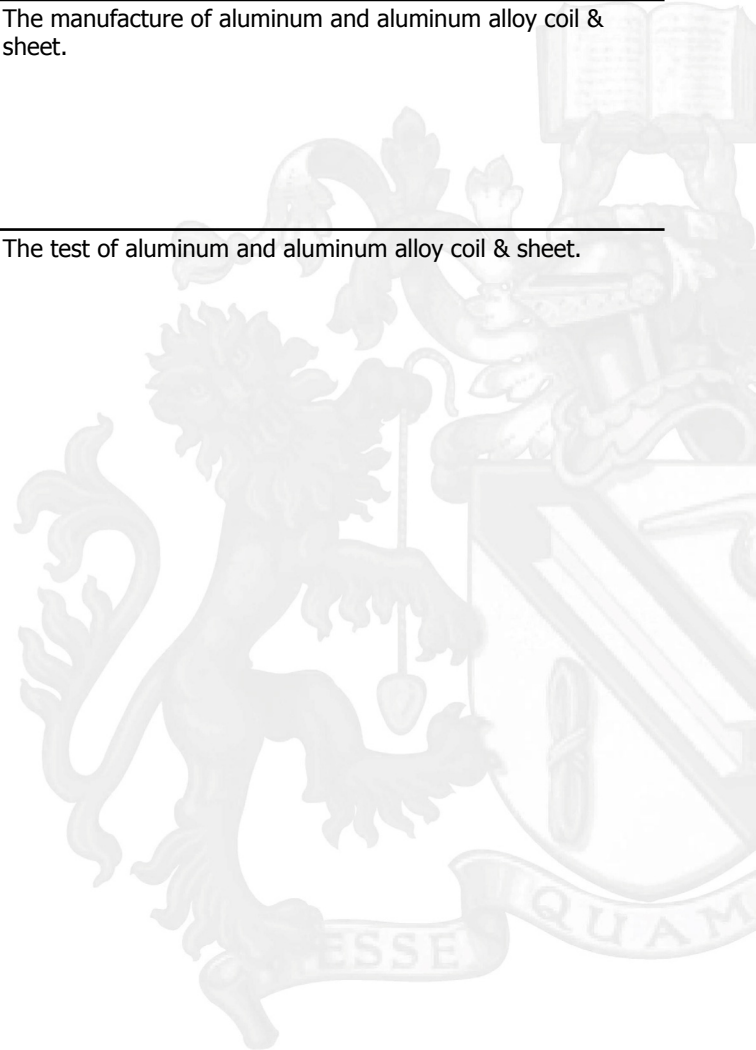 The manufacture of aluminum and aluminum alloy coil &
sheet.
The test of aluminum and aluminum alloy coil & sheet.
ESSE QUAM